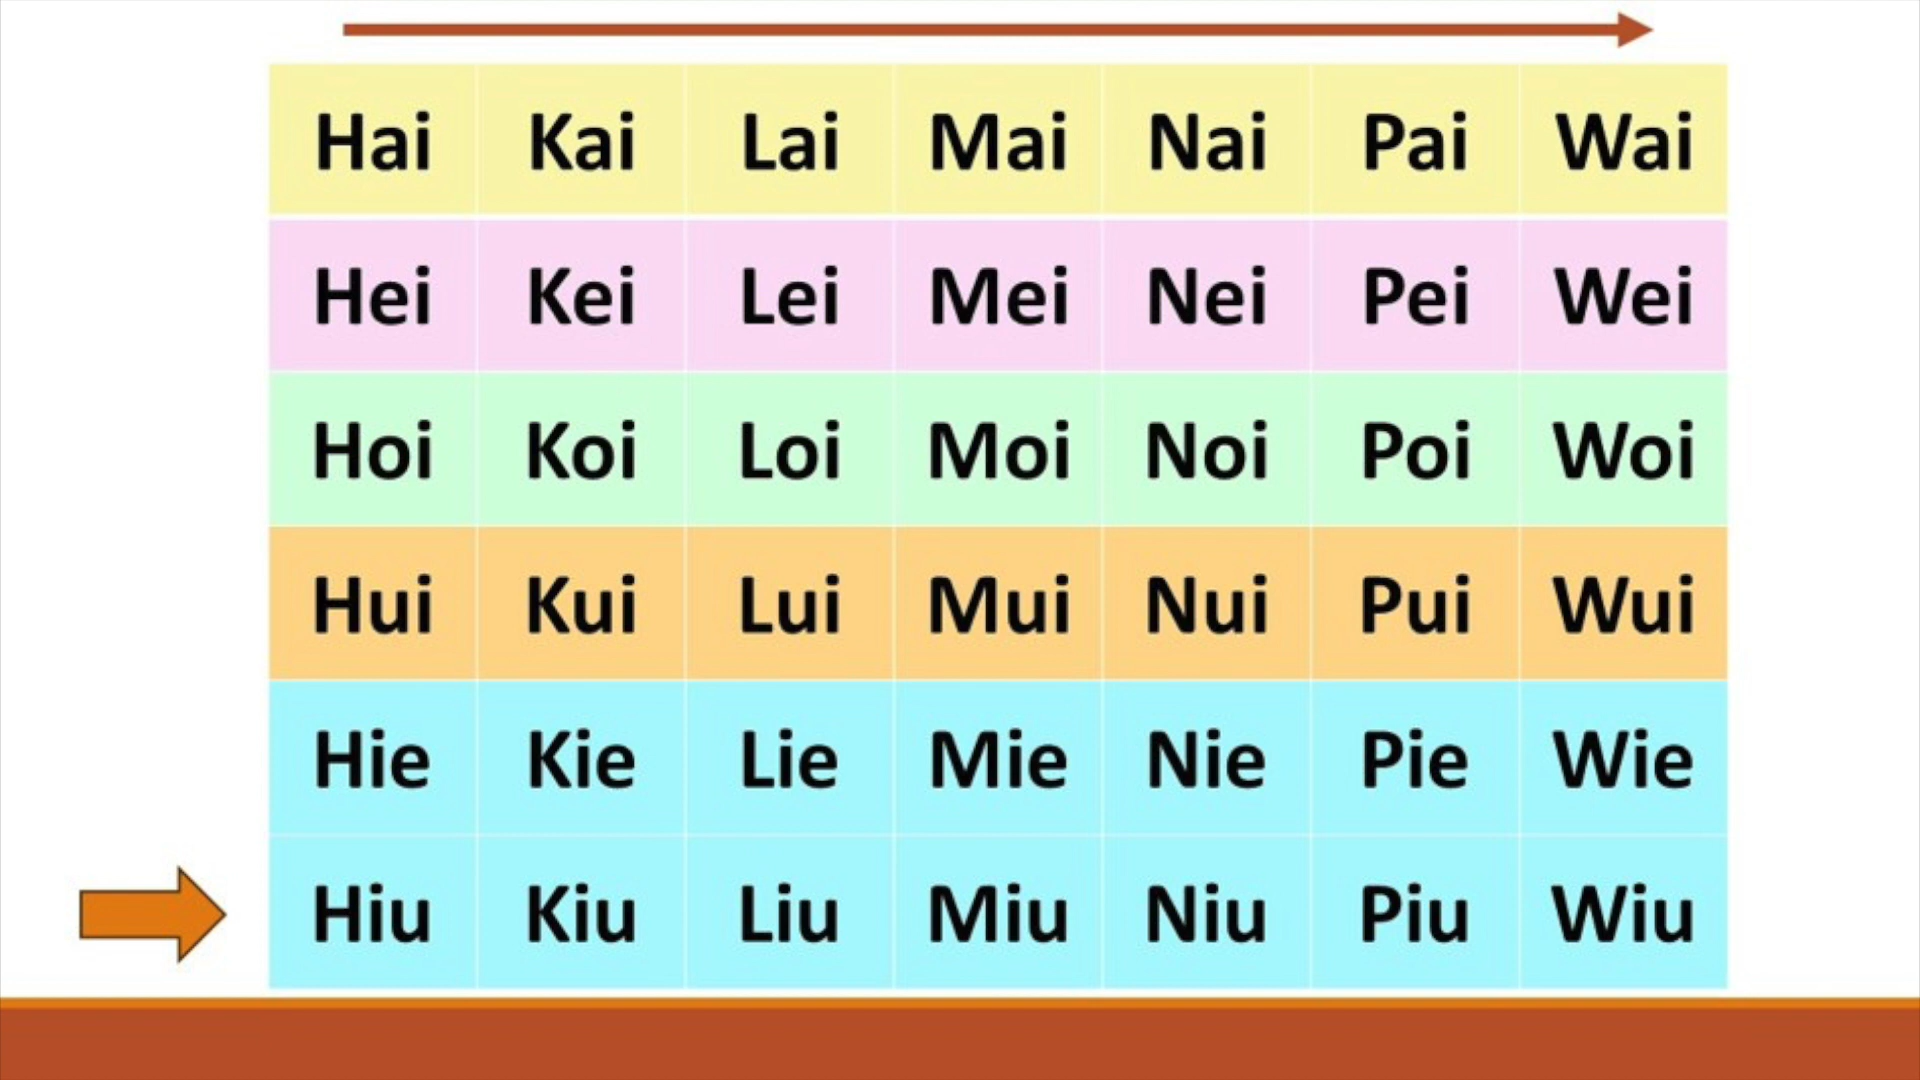 Hai Kai Lai Mai Nai Pai Wai
Hei Kei Lei Mei Nei Pei Wei
Hoi Koi Loi Moi Noi Poi Woi
Hui Kui Lui Mui Nui Pui Wui
Hie Kie Lie Mie Nie Pie Wie
Hiu Kiu Liu Miu Niu Piu Wiu